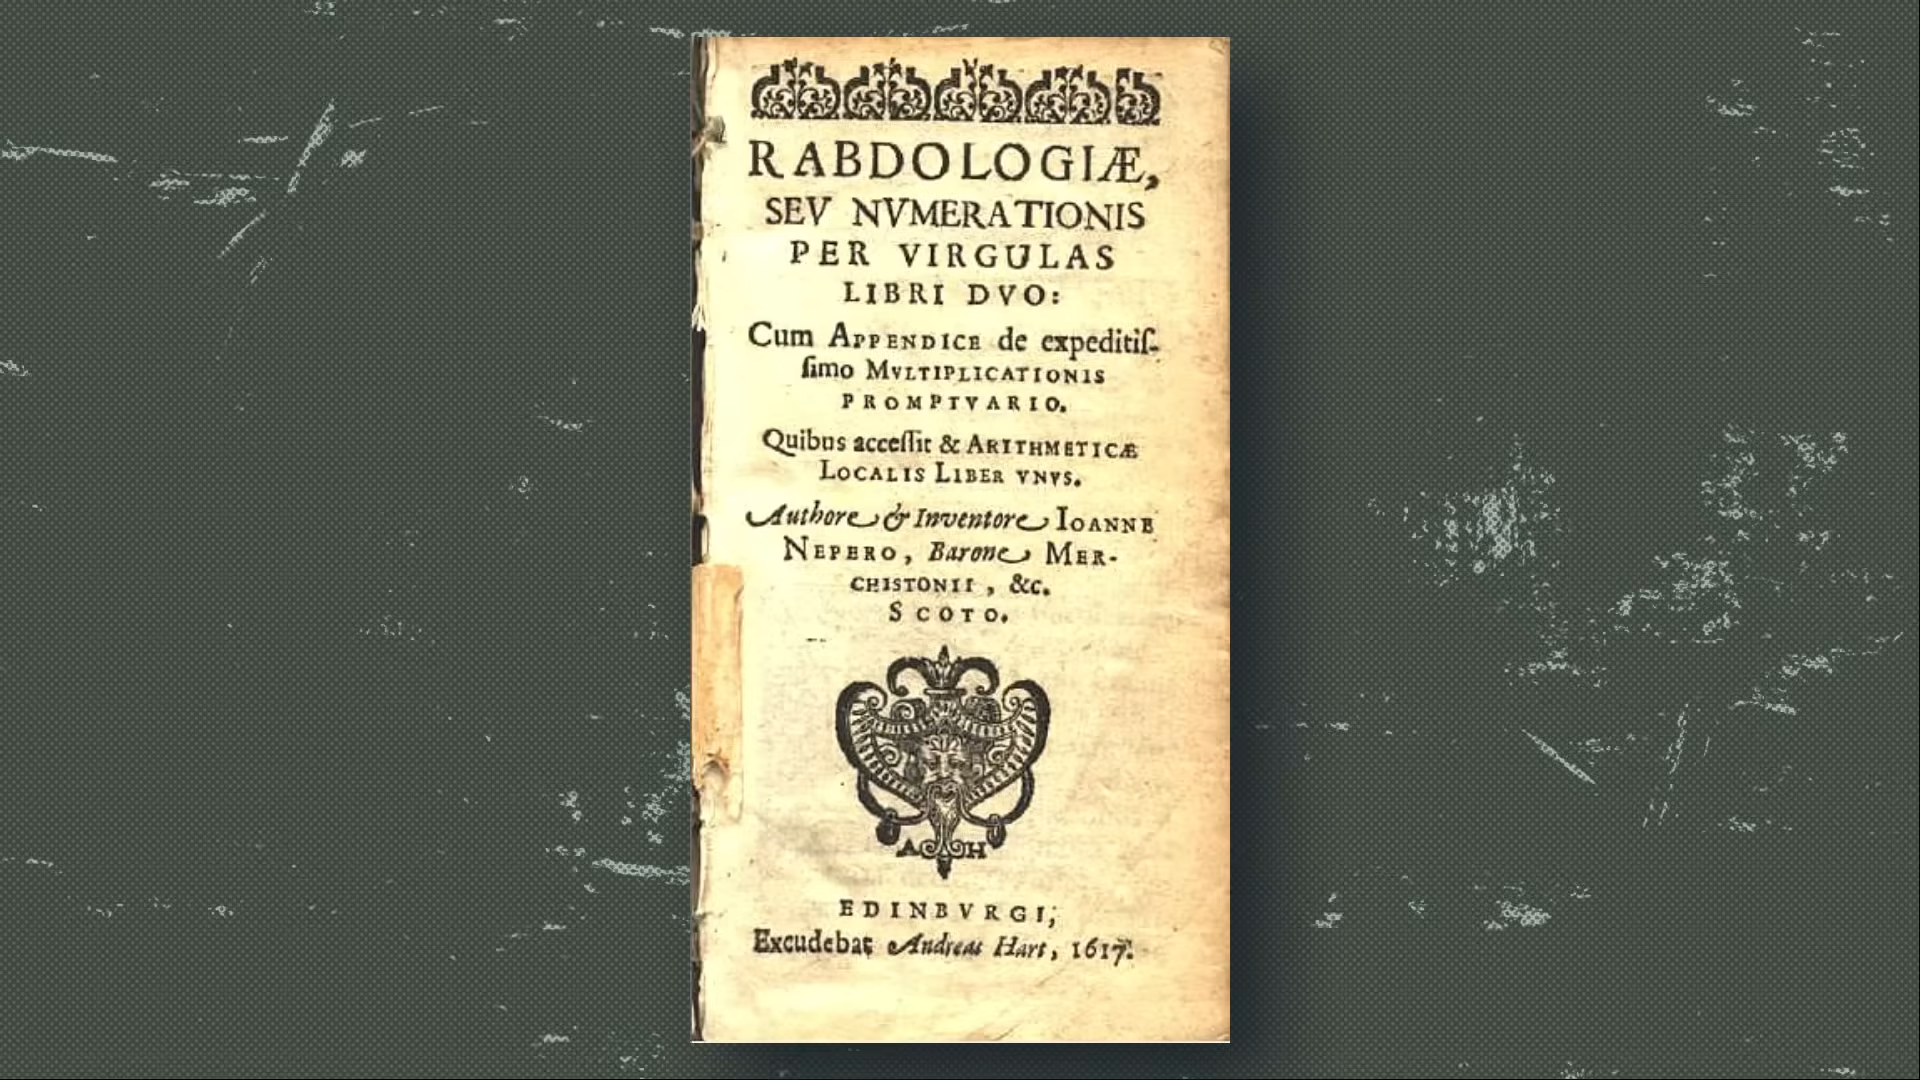 RABDOLOGIÆ,
SEV NVMERATIONIS
PER VIRGULAS
LIBRI DVO:
Cum APPENDICE de expeditiſ-
ſimo MVLTIPLICATIONIS
PROMPTVARIO.
Quibus acceſſit & ARITHMETICÆ
LOCALIS LIBER VNVS.
Authore & Inventore IOANNE
NEPERO, Barone MER-
CHISTONII, &c.
SCOTO.
A H
EDINBVRGI,
Excudebat Andreas Hart, 1617.